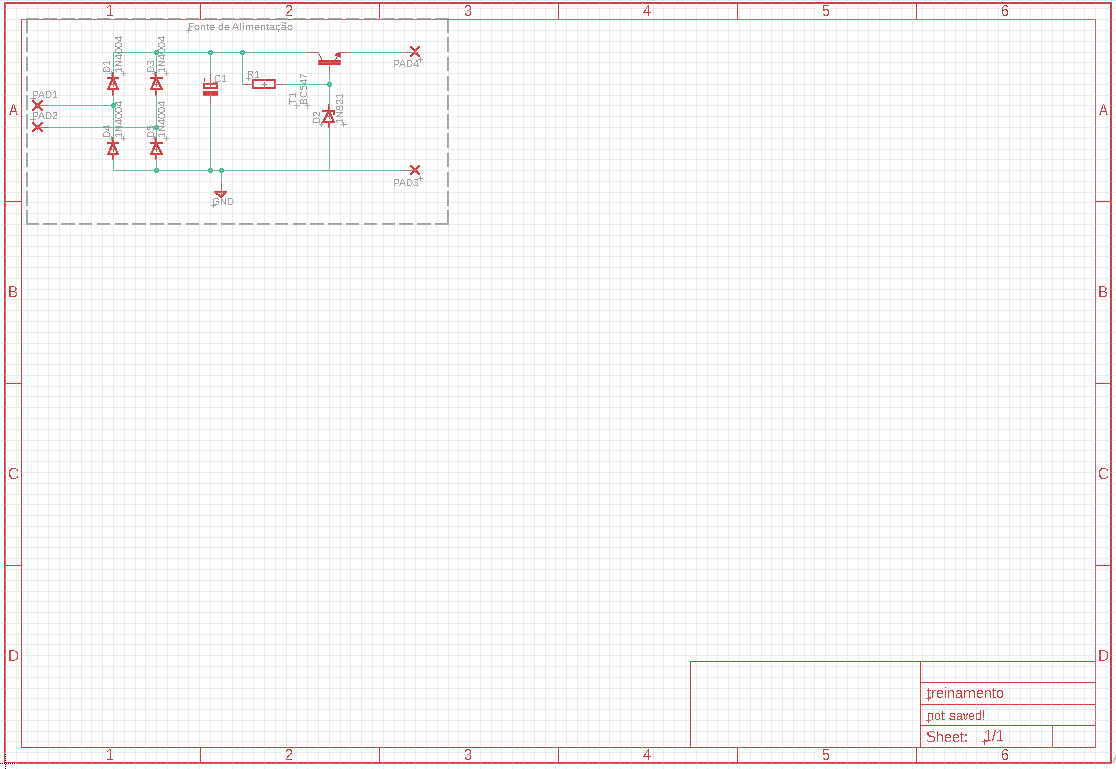 1 2 3 4 5 6
Fonte de Alimentação
D1
1N4004
D3
1N4004
C1
R1
T1
BC547
PAD4
PAD1
PAD2
D4
1N4004
D5
1N4004
D2
1N821
PAD3
GND
A A
B B
C C
D D
treinamento
not saved!
Sheet: 1/1
1 2 3 4 5 6